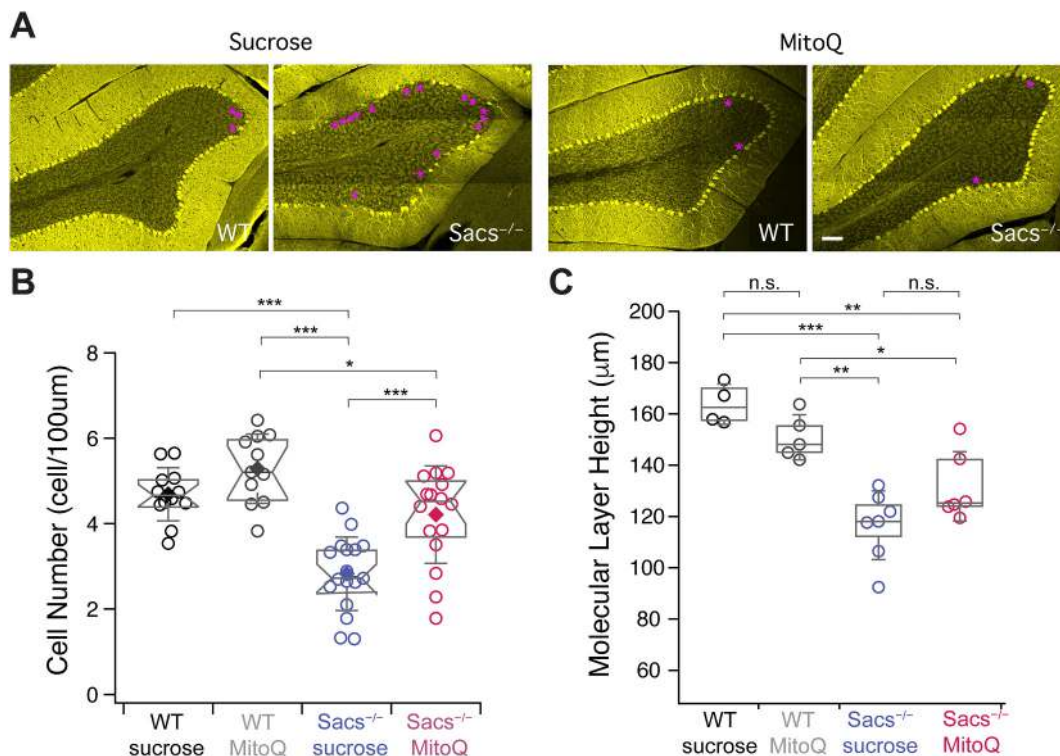 A
Sucrose
MitoQ
WT
Sacs⁻/⁻
WT
Sacs⁻/⁻
B
***
***
*
***
Cell Number (cell/100um)
8
6
4
2
0
WT
sucrose
WT
MitoQ
Sacs⁻/⁻
sucrose
Sacs⁻/⁻
MitoQ
C
n.s.
n.s.
**
***
*
**
Molecular Layer Height (μm)
200
180
160
140
120
100
80
60
WT
sucrose
WT
MitoQ
Sacs⁻/⁻
sucrose
Sacs⁻/⁻
MitoQ